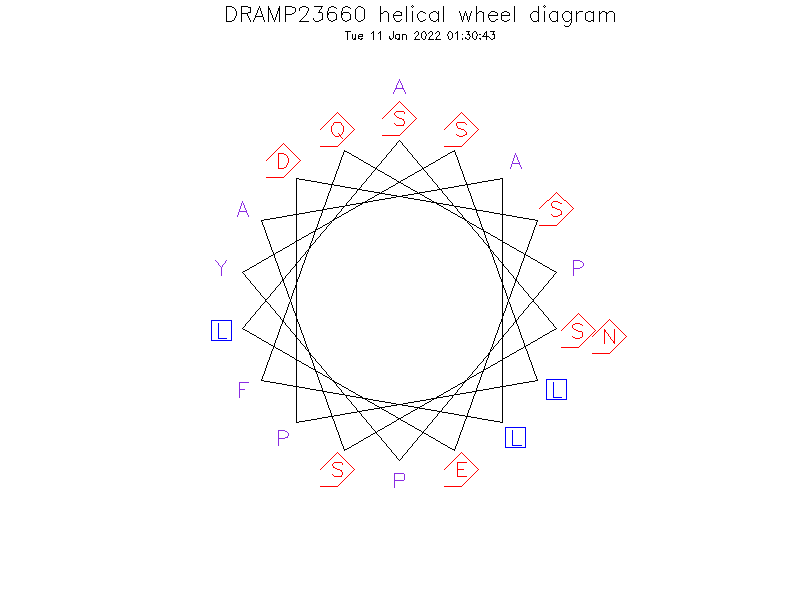 DRAMP23660 helical wheel diagram
Tue 11 Jan 2022 01:30:43
A
Q S S
D A
A S
Y P
L S N
F L
P L
S P E